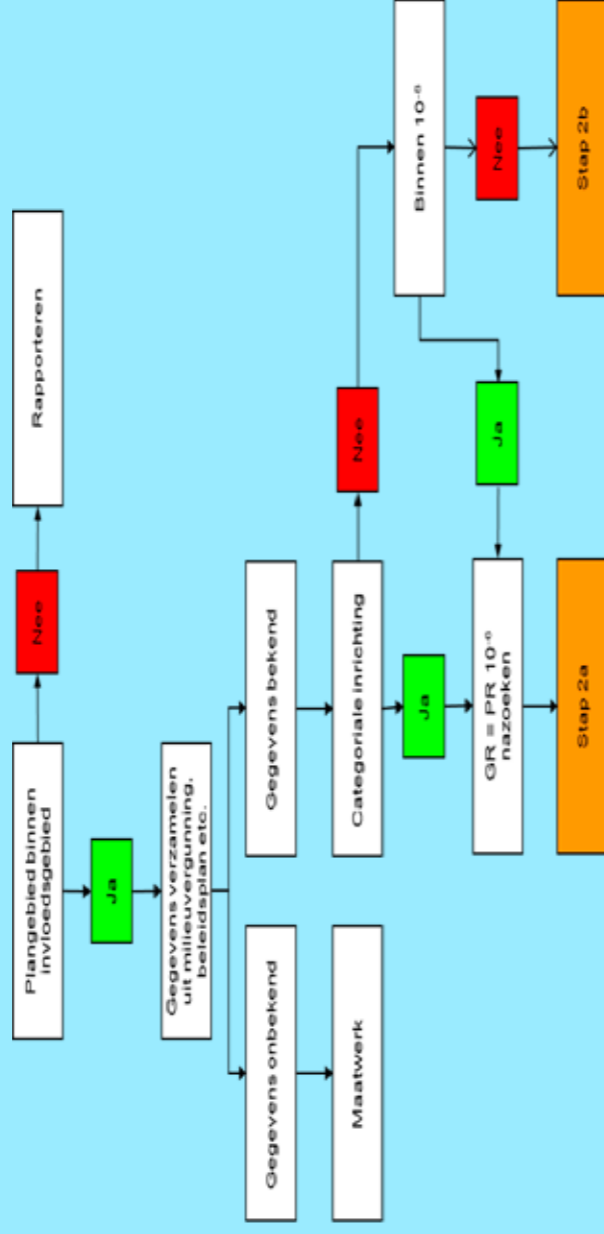 Plangebied binnen
invloedsgebied
Nee
Rapporteren
Ja
Gegevens verzamelen
uit milieuvergunning,
beleidsplan etc.
Gegevens onbekend
Gegevens bekend
Maatwerk
Categoriale inrichting
Nee
Binnen 10⁻⁶
Ja
Ja
Nee
GR = PR 10⁻⁶
nazoeken
Stap 2a
Stap 2b